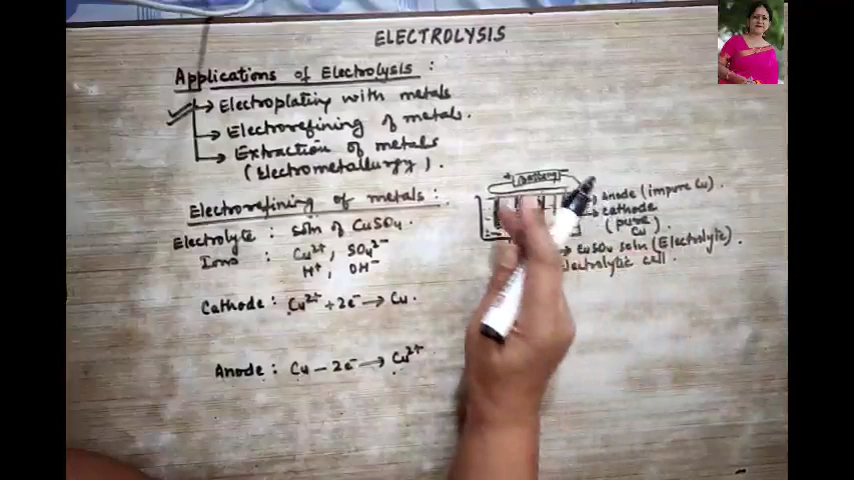 ELECTROLYSIS
Applications of Electrolysis :
→ Electroplating with metals
→ Electrorefining of metals.
→ Extraction of metals
(Electrometallurgy).
Electrorefining of metals :
Electrolyte : soln of CuSO₄.
Ions : Cu²⁺, SO₄²⁻
H⁺, OH⁻
Cathode : Cu²⁺ + 2e⁻ → Cu.
Anode : Cu − 2e⁻ → Cu²⁺
+ Battery −
Anode (impure Cu).
cathode
(pure
Cu).
→ CuSO₄ soln (Electrolyte).
electrolytic cell.